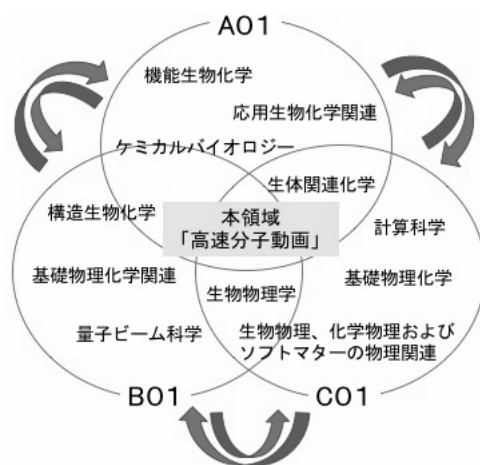 A01
機能生物化学
応用生物化学関連
ケミカルバイオロジー
生体関連化学
構造生物化学
本領域
「高速分子動画」
計算科学
基礎物理化学関連
基礎物理化学
生物物理学
量子ビーム科学
生物物理、化学物理および
ソフトマターの物理関連
B01
C01